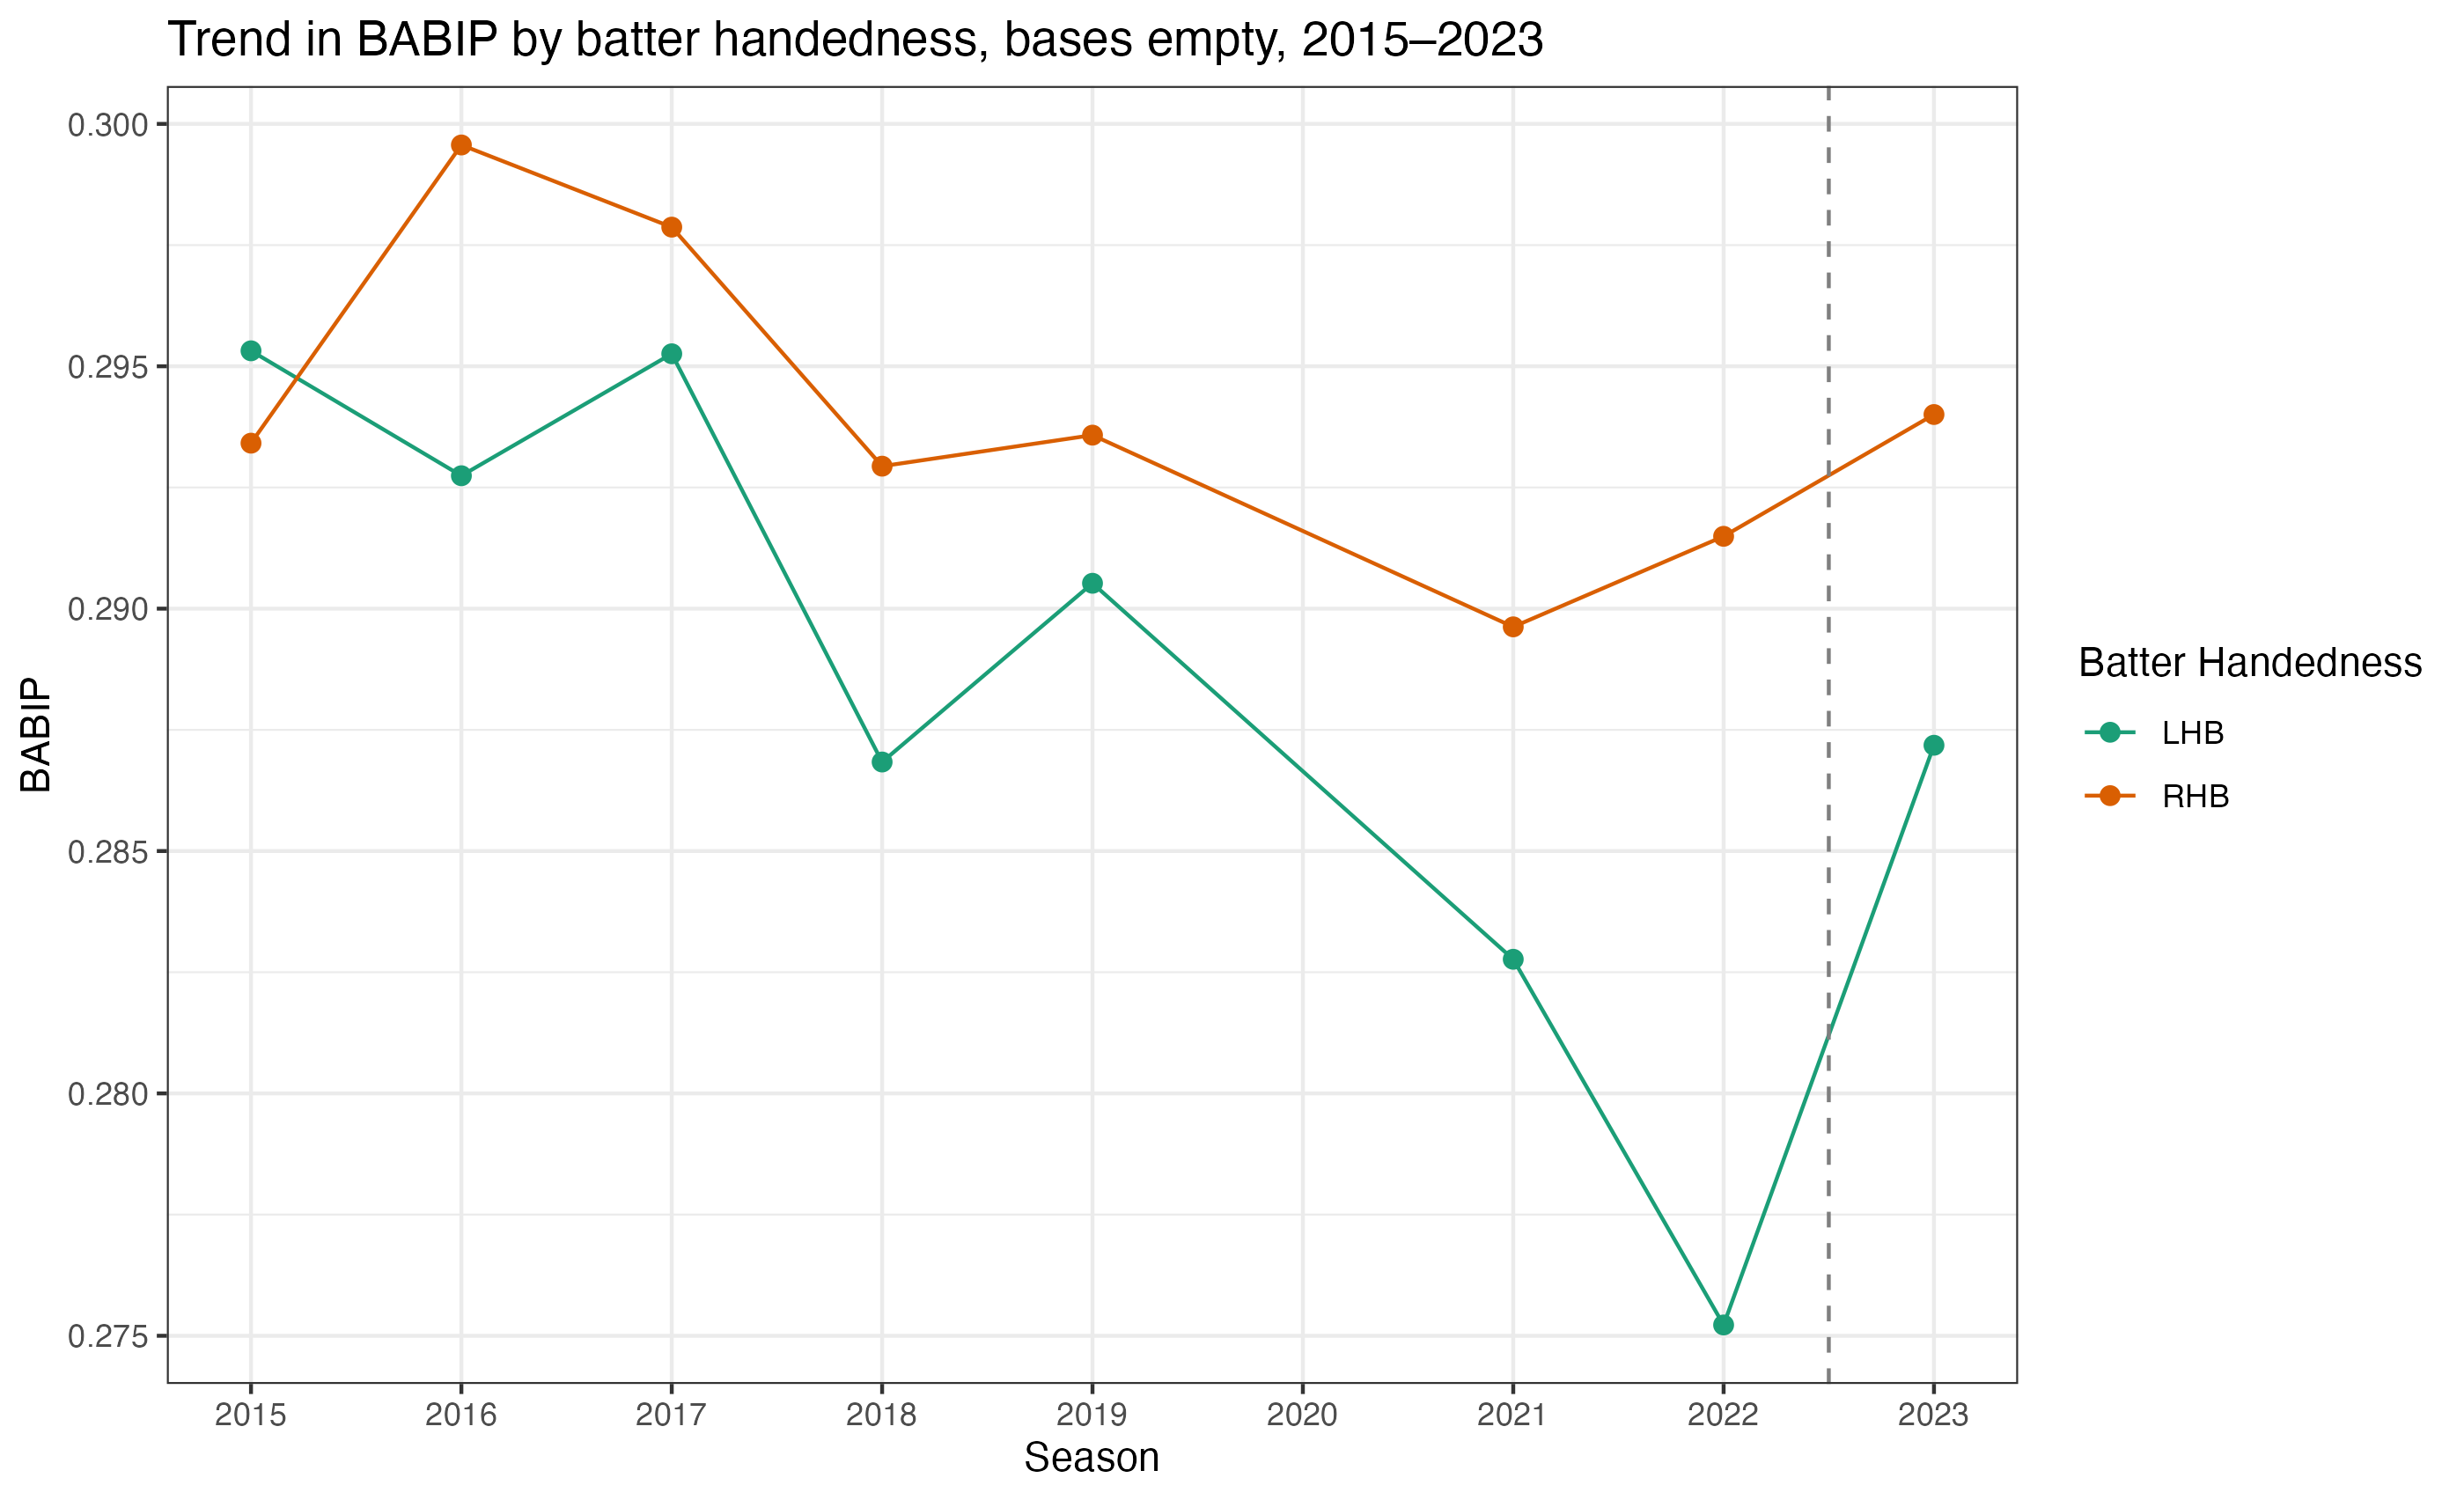 Trend in BABIP by batter handedness, bases empty, 2015–2023
0.300
0.295
0.290
0.285
0.280
0.275
BABIP
2015 2016 2017 2018 2019 2020 2021 2022 2023
Season
Batter Handedness
LHB
RHB